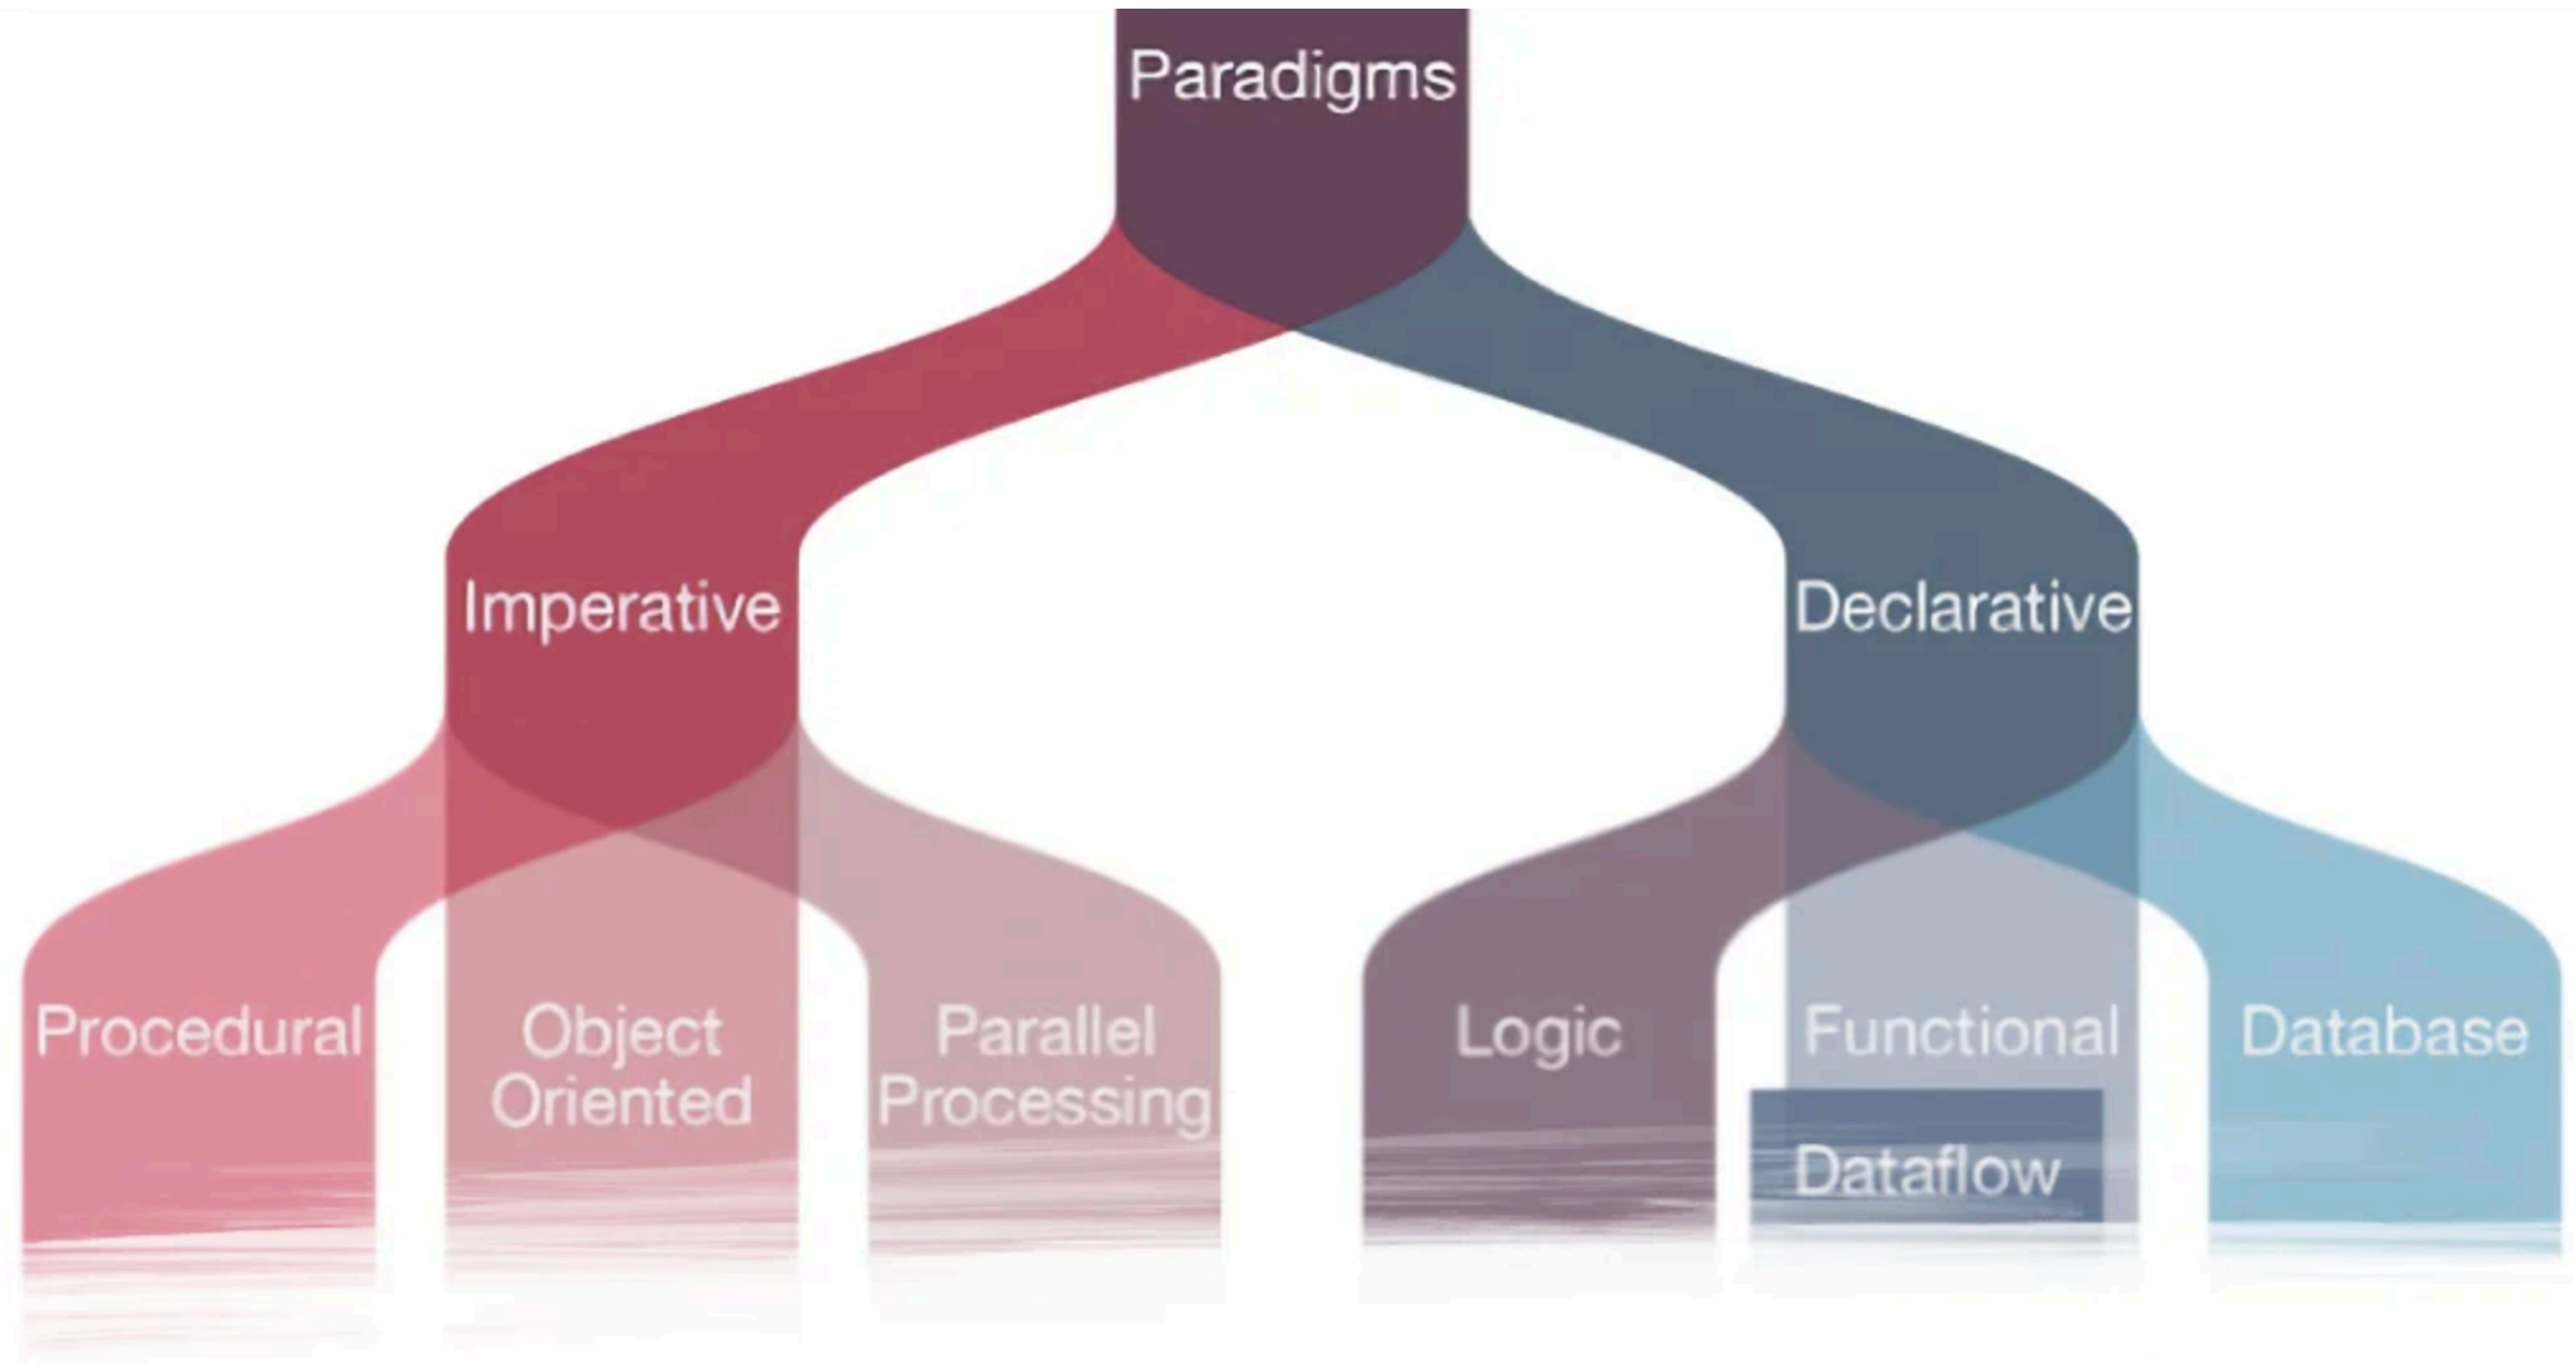 Paradigms
Imperative
Declarative
Procedural
Object
Oriented
Parallel
Processing
Logic
Functional
Dataflow
Database